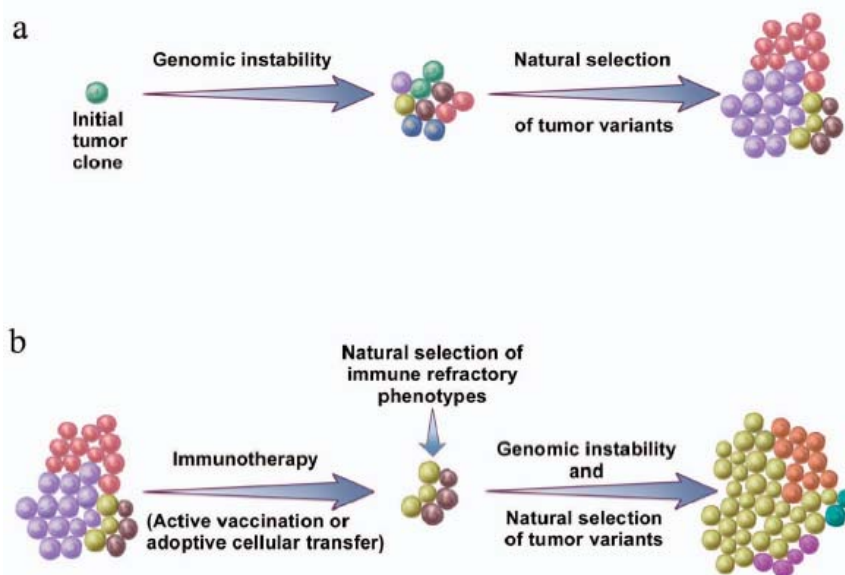 a
Genomic instability
Natural selection
of tumor variants
Initial
tumor
clone
b
Natural selection of
immune refractory
phenotypes
Immunotherapy
(Active vaccination or
adoptive cellular transfer)
Genomic instability
and
Natural selection
of tumor variants